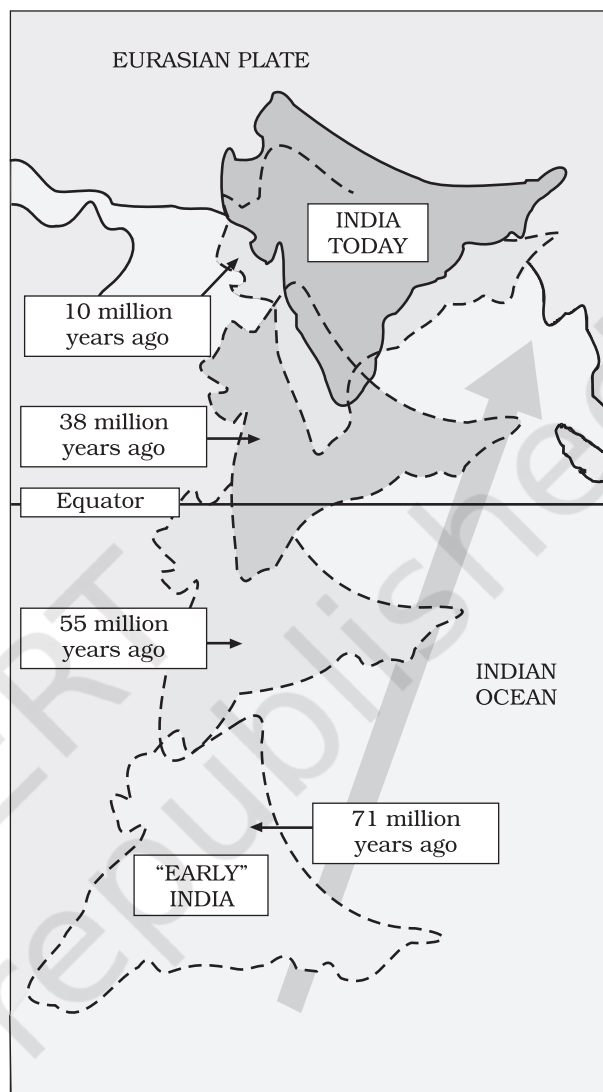 EURASIAN PLATE
INDIA
TODAY
10 million
years ago
38 million
years ago
Equator
55 million
years ago
INDIAN
OCEAN
71 million
years ago
“EARLY”
INDIA
republished